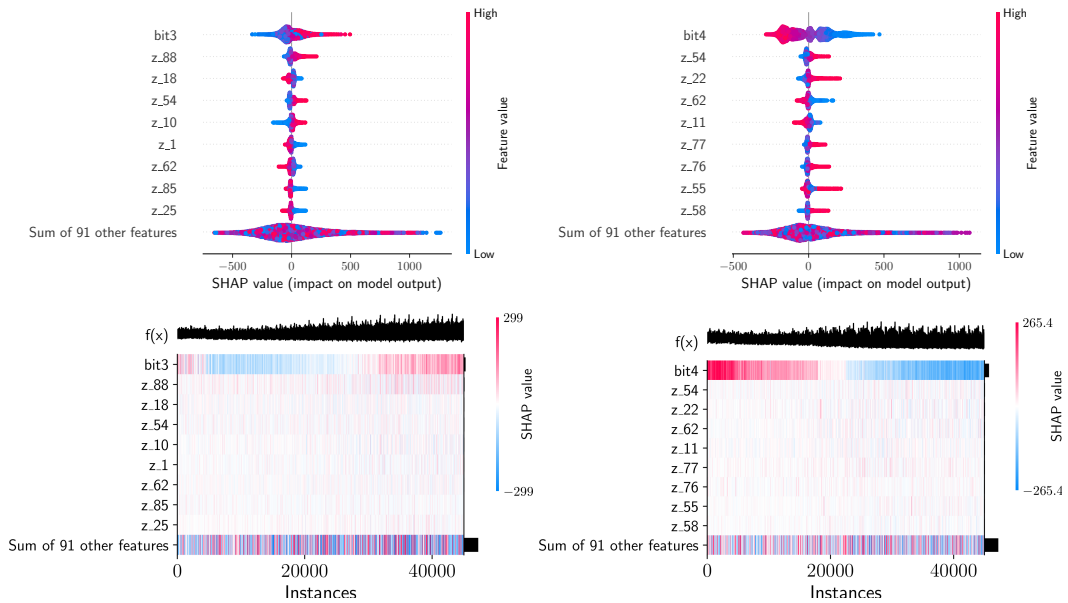 High
bit3
z_88
z_18
z_54
z_10
z_1
z_62
z_85
z_25
Sum of 91 other features
Feature value
Low
−500 0 500 1000
SHAP value (impact on model output)
High
bit4
z_54
z_22
z_62
z_11
z_77
z_76
z_55
z_58
Sum of 91 other features
Feature value
Low
−500 0 500 1000
SHAP value (impact on model output)
f(x)
bit3
z_88
z_18
z_54
z_10
z_1
z_62
z_85
z_25
Sum of 91 other features
0 20000 40000
Instances
299
SHAP value
−299
f(x)
bit4
z_54
z_22
z_62
z_11
z_77
z_76
z_55
z_58
Sum of 91 other features
0 20000 40000
Instances
265.4
SHAP value
−265.4